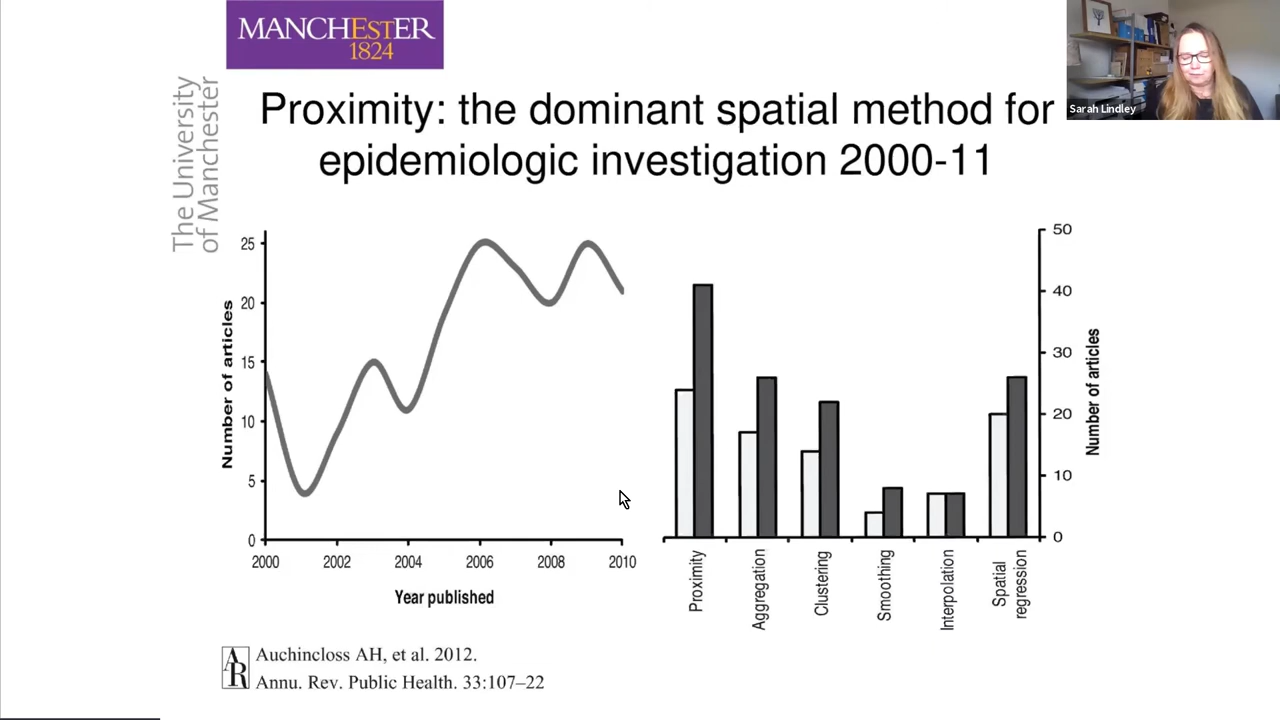 MANCHESTER
1824
The University
of Manchester
Sarah Lindley
Proximity: the dominant spatial method for
epidemiologic investigation 2000-11
Number of articles
25
20
15
10
5
0
2000
2002
2004
2006
2008
2010
Year published
50
40
30
20
10
0
Number of articles
Proximity
Aggregation
Clustering
Smoothing
Interpolation
Spatial
regression
AR
Auchincloss AH, et al. 2012.
Annu. Rev. Public Health. 33:107–22